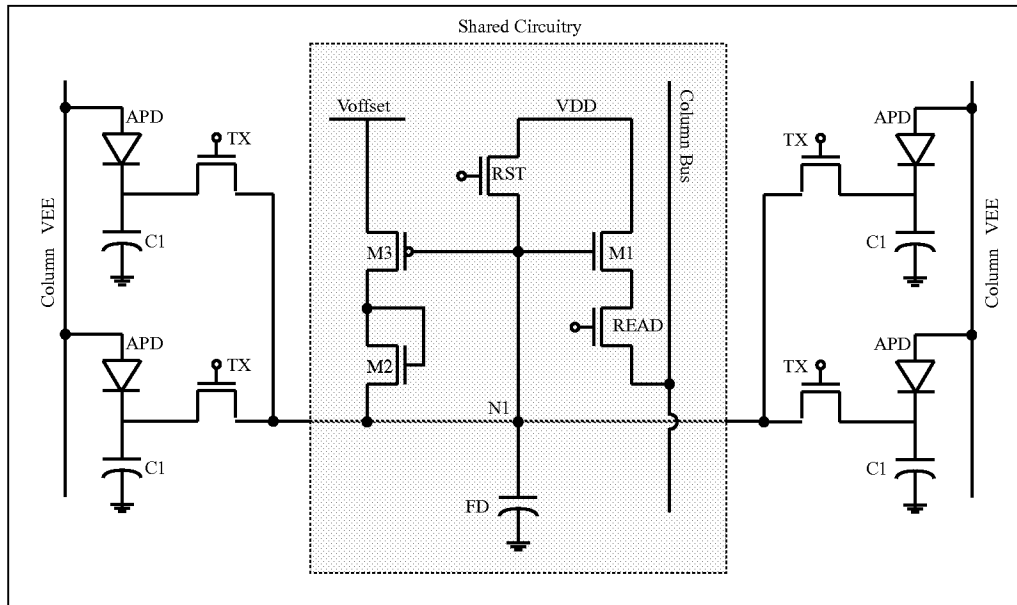 Shared Circuitry
Voffset
VDD
Column Bus
APD
TX
RST
TX
APD
Column VEE
C1
M3
M1
C1
Column VEE
APD
TX
M2
READ
TX
APD
N1
C1
FD
C1